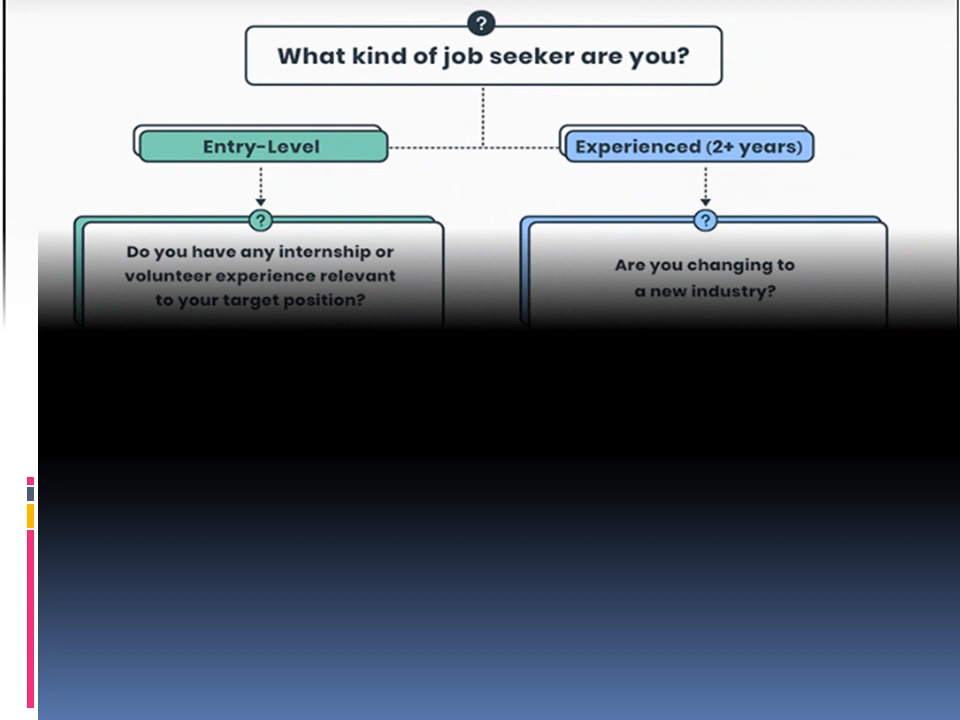 ?
What kind of job seeker are you?
Entry-Level
Experienced (2+ years)
?
Do you have any internship or
volunteer experience relevant
to your target position?
?
Are you changing to
a new industry?